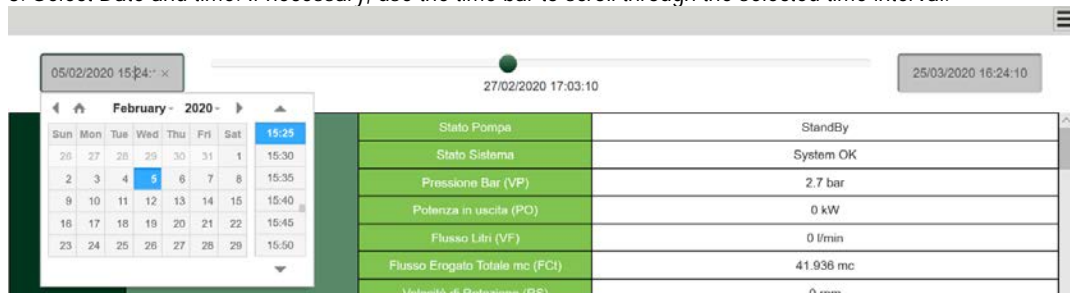 05/02/2020 15:24:
27/02/2020 17:03:10
25/03/2020 16:24:10
February 2020
Sun Mon Tue Wed Thu Fri Sat
26 27 28 29 30 31 1
2 3 4 5 6 7 8
9 10 11 12 13 14 15
16 17 18 19 20 21 22
23 24 25 26 27 28 29
15:25
15:30
15:35
15:40
15:45
15:50
Stato Pompa StandBy
Stato Sistema System OK
Pressione Bar (VP) 2.7 bar
Potenza in uscita (PO) 0 kW
Flusso Litri (VF) 0 l/min
Flusso Erogato Totale mc (FCt) 41.936 mc
Velocità di Rotazione (RS) 0 rpm